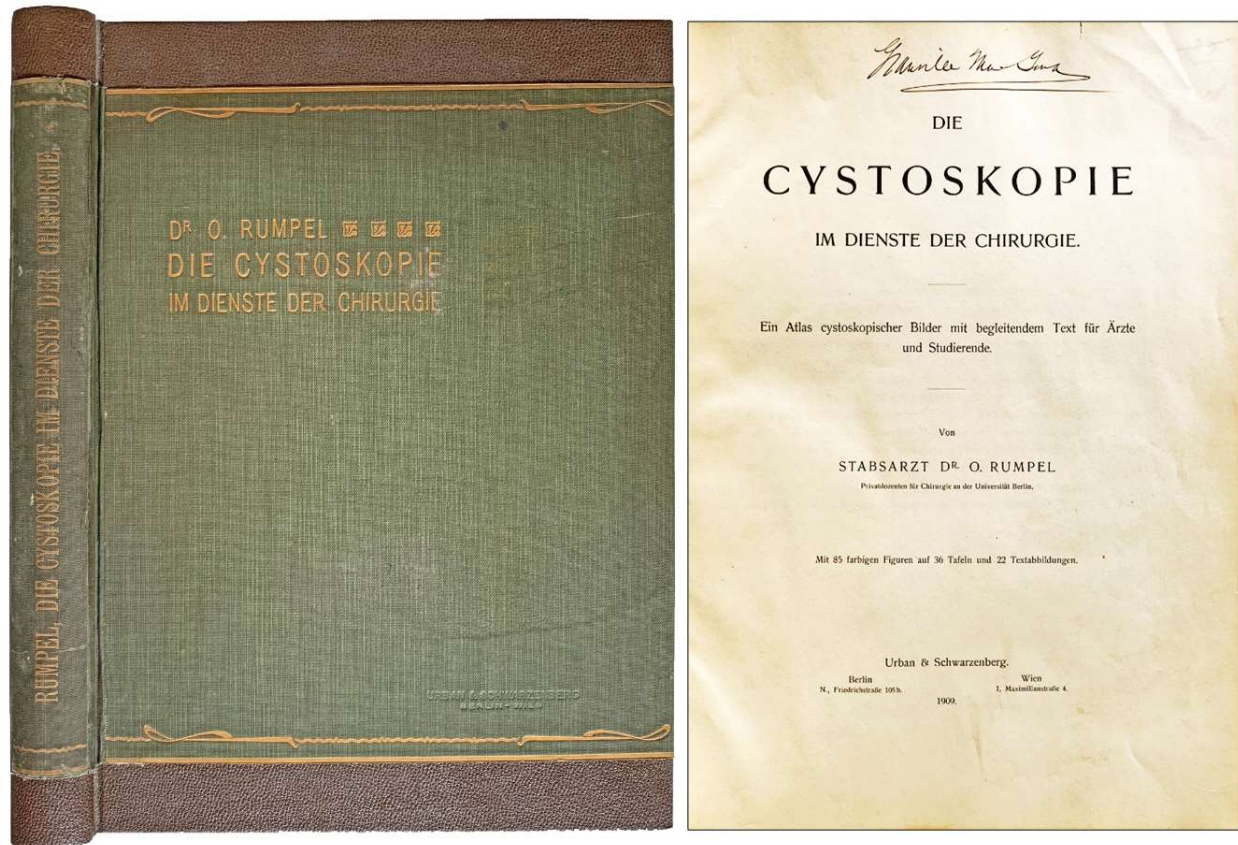 RUMPEL, DIE CYSTOSKOPIE IM DIENSTE DER CHIRURGIE.
DR. O. RUMPEL
DIE CYSTOSKOPIE
IM DIENSTE DER CHIRURGIE
URBAN & SCHWARZENBERG
BERLIN-WIEN
DIE
CYSTOSKOPIE
IM DIENSTE DER CHIRURGIE.
Ein Atlas cystoskopischer Bilder mit begleitendem Text für Ärzte
und Studierende.
Von
STABSARZT DR. O. RUMPEL
Privatdozenten für Chirurgie an der Universität Berlin.
Mit 85 farbigen Figuren auf 36 Tafeln und 22 Textabbildungen.
Urban & Schwarzenberg.
Berlin Wien
N., Friedrichstraße 105b. I, Maximilianstraße 4.
1909.